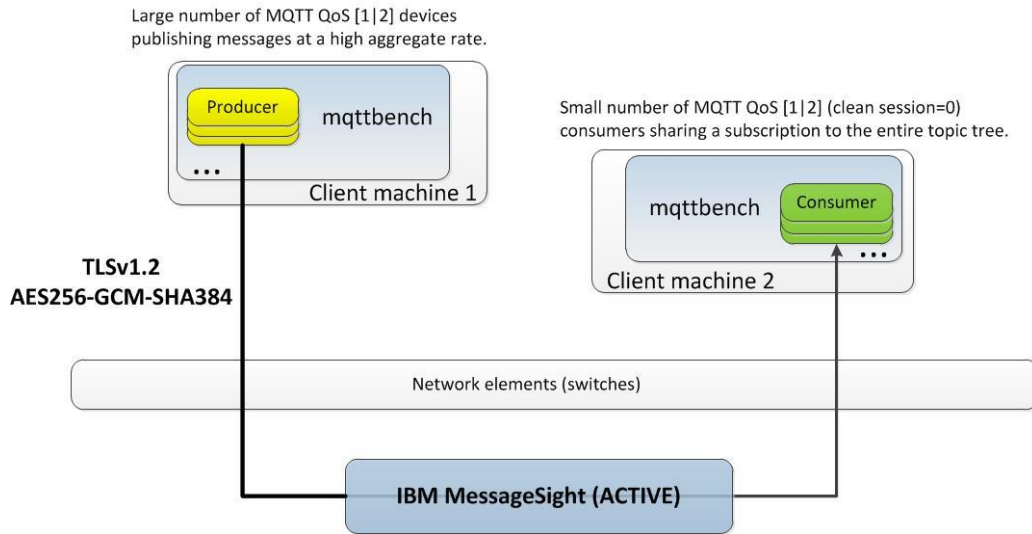 Large number of MQTT QoS [1|2] devices
publishing messages at a high aggregate rate.
Producer
mqttbench
...
Client machine 1
Small number of MQTT QoS [1|2] (clean session=0)
consumers sharing a subscription to the entire topic tree.
mqttbench
Consumer
...
Client machine 2
TLSv1.2
AES256-GCM-SHA384
Network elements (switches)
IBM MessageSight (ACTIVE)